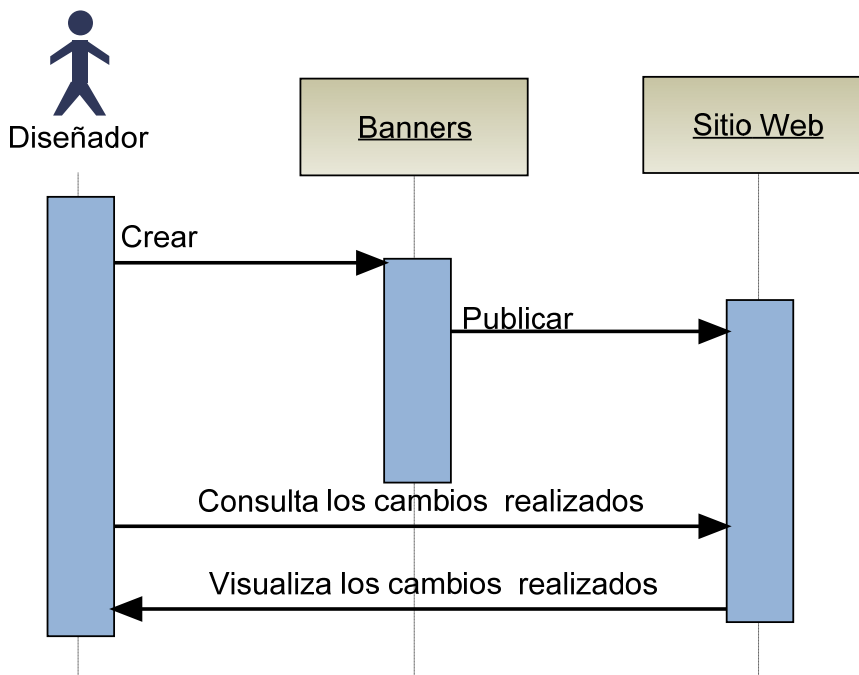 Diseñador
Banners
Sitio Web
Crear
Publicar
Consulta los cambios realizados
Visualiza los cambios realizados